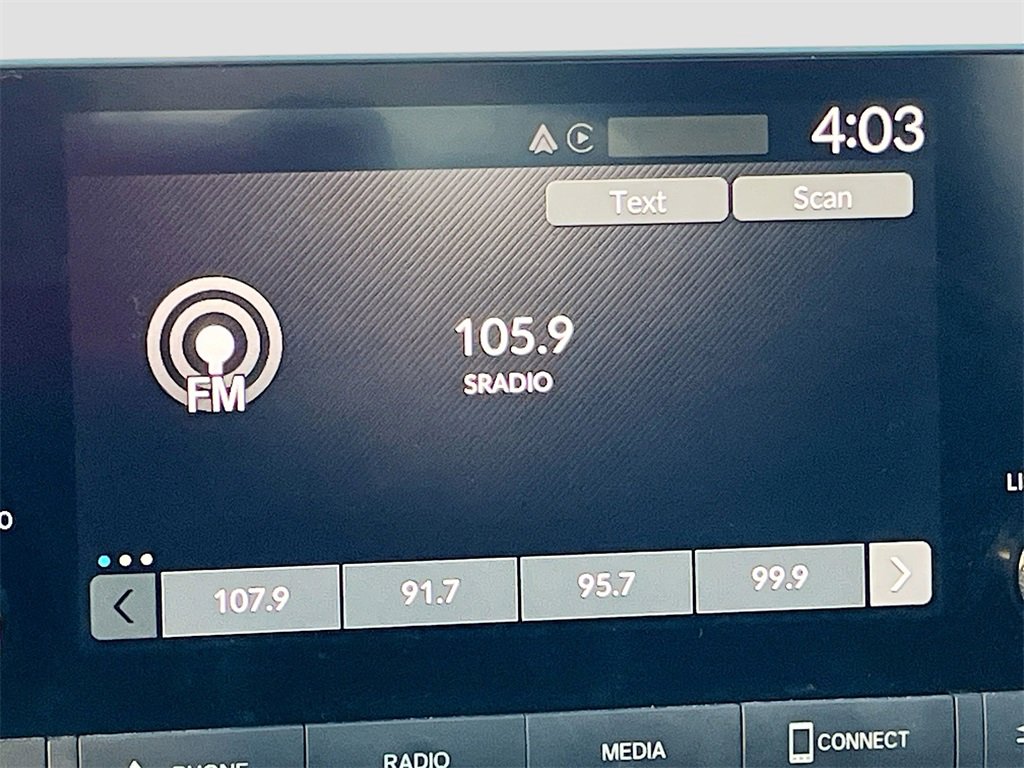 4:03
Text Scan
FM
105.9
SRADIO
107.9 91.7 95.7 99.9
PHONE RADIO MEDIA CONNECT